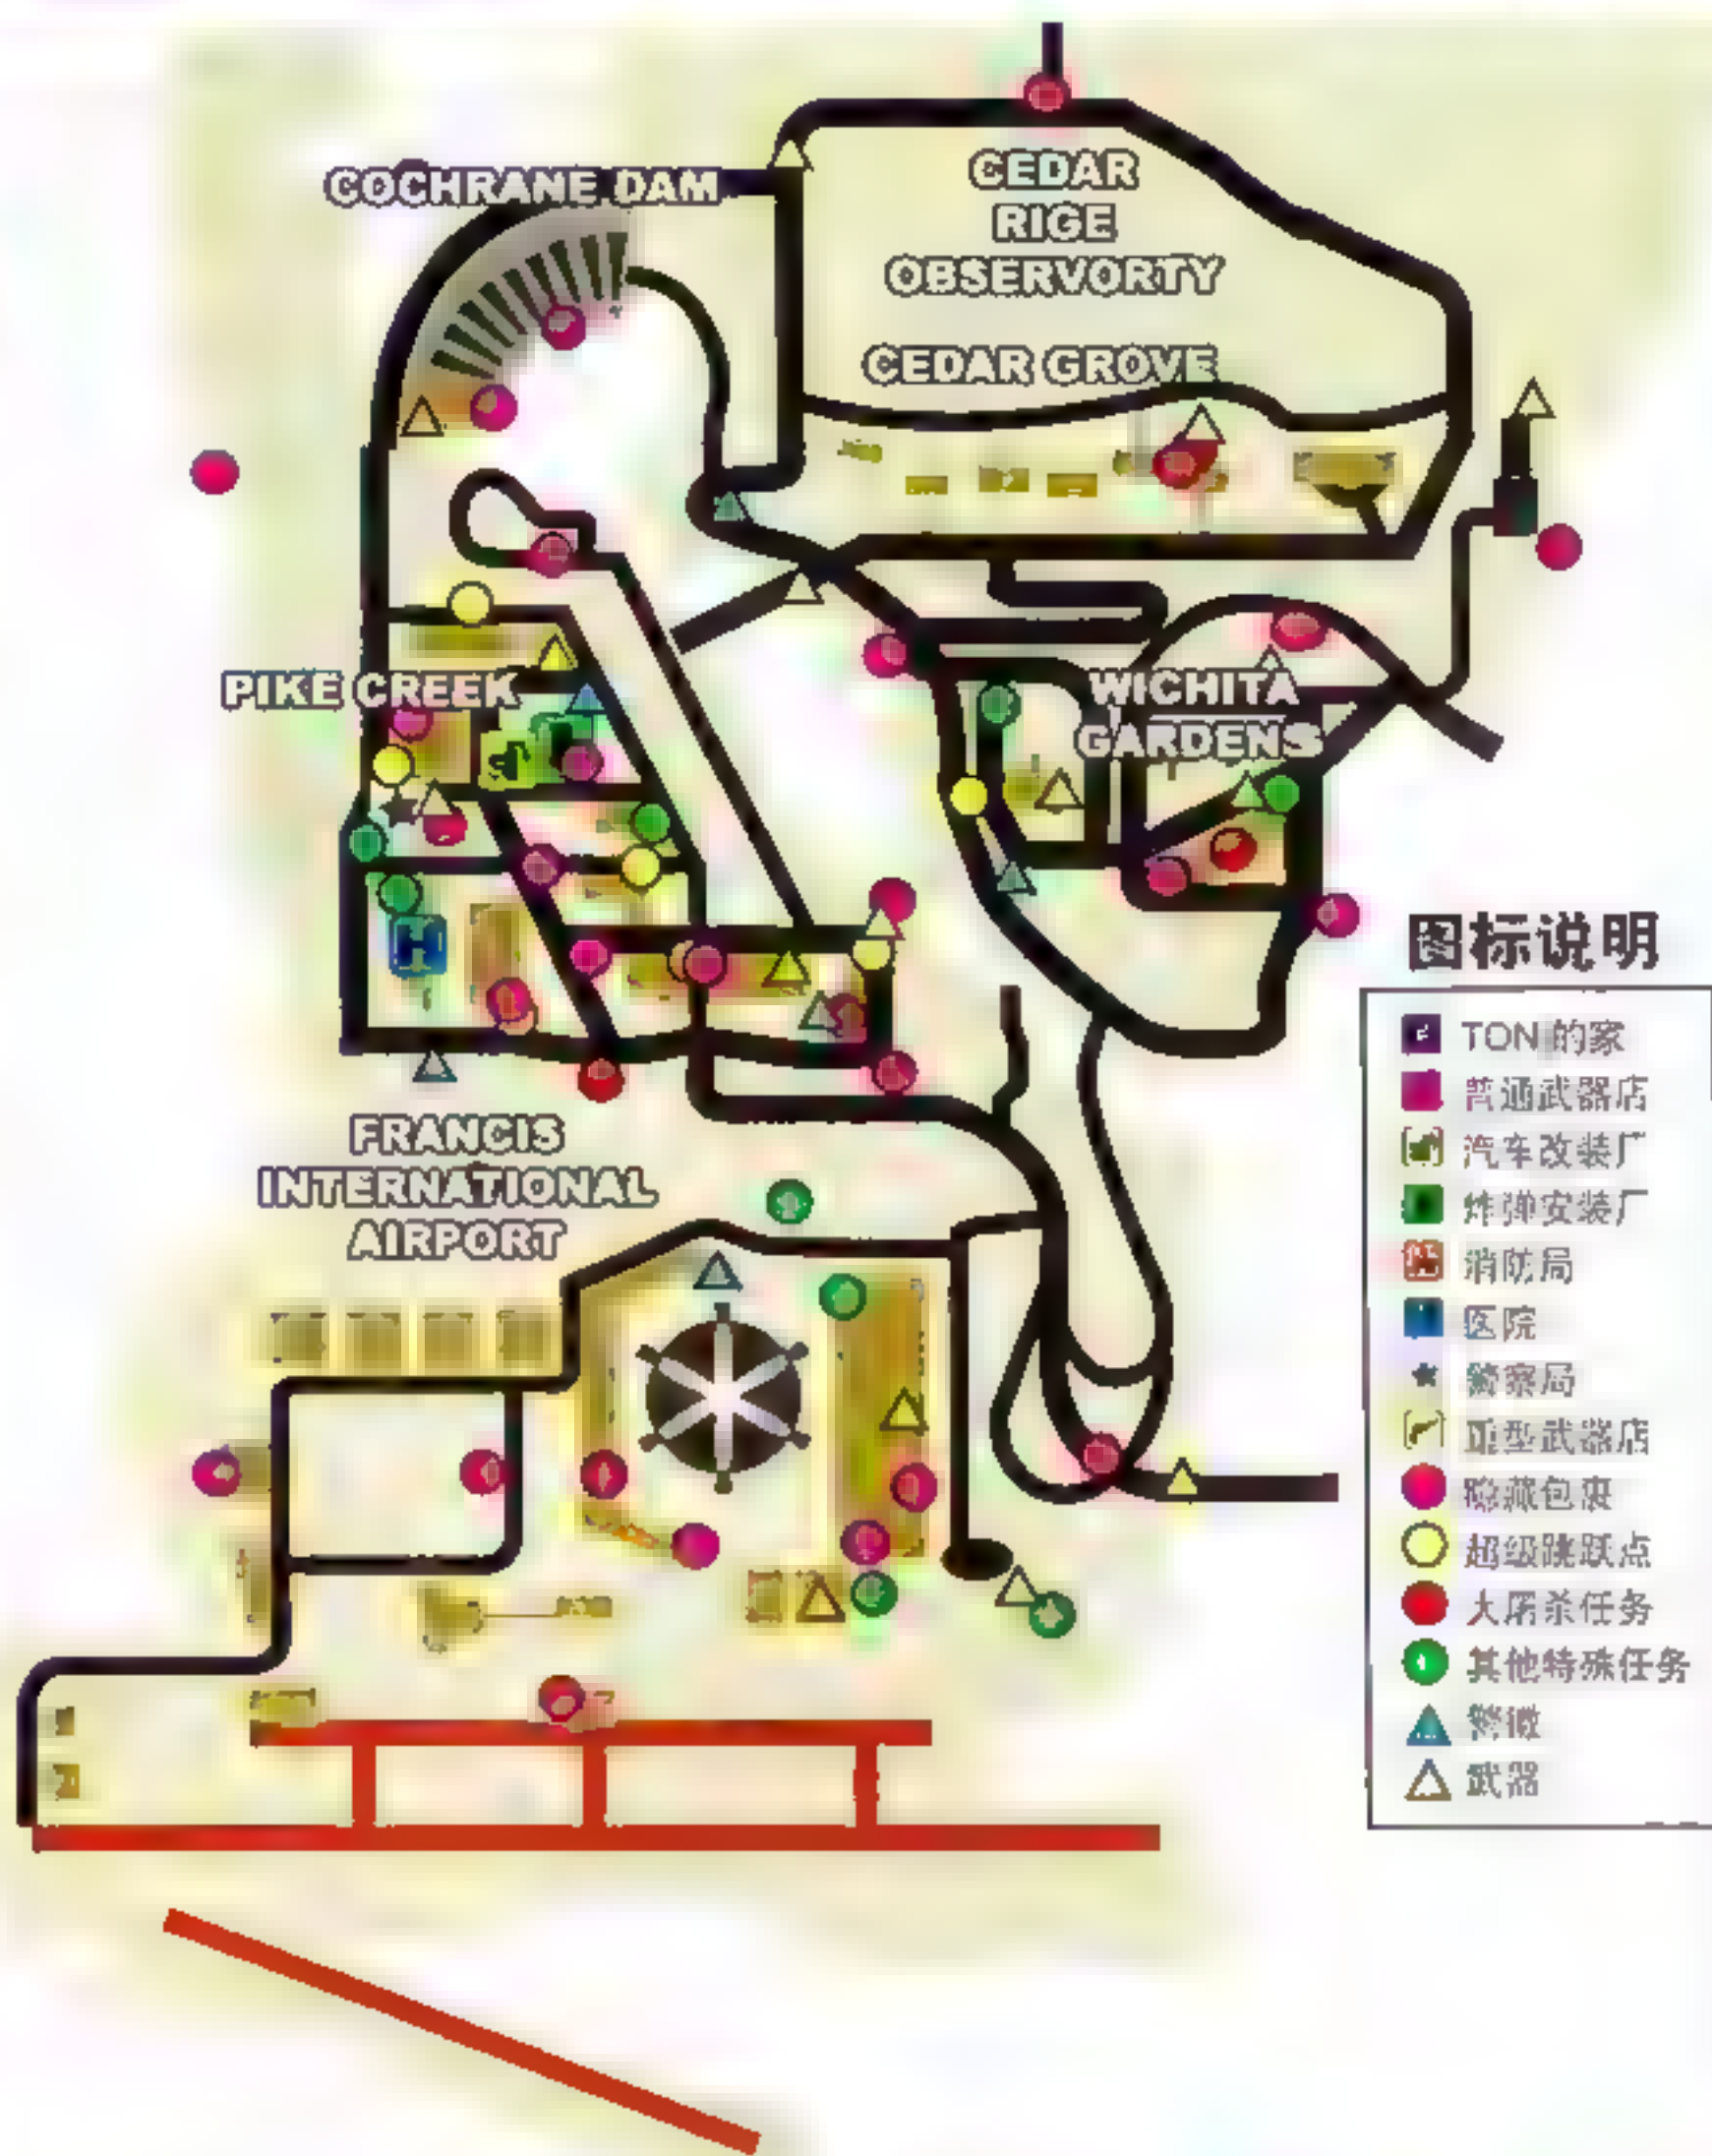 COCHRANE DAM
CEDAR
RIGE
OBSERVORTY
CEDAR GROVE
PIKE CREEK
WICHITA
GARDENS
H
FRANCIS
INTERNATIONAL
AIRPORT
图标说明
TON的家
普通武器店
汽车改装厂
炸弹安装厂
消防局
医院
警察局
重型武器店
隐藏包裹
超级跳跃点
大屠杀任务
其他特殊任务
警徽
武器